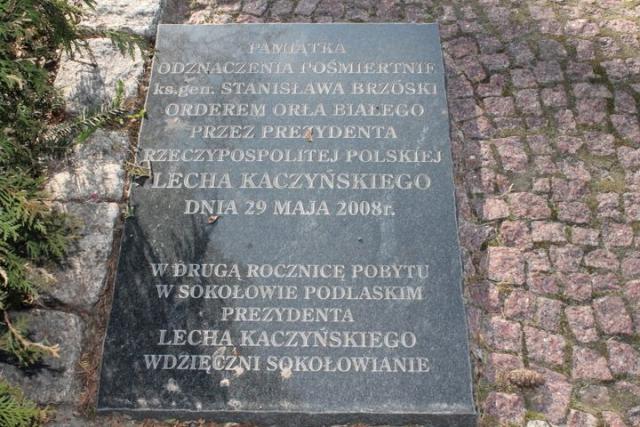 PAMIĄTKA
ODZNACZENIA POŚMIERTNIE
ks.gen. STANISŁAWA BRZÓSKI
ORDEREM ORŁA BIAŁEGO
PRZEZ PREZYDENTA
RZECZYPOSPOLITEJ POLSKIEJ
LECHA KACZYŃSKIEGO
DNIA 29 MAJA 2008r.
W DRUGĄ ROCZNICĘ POBYTU
W SOKOŁOWIE PODLASKIM
PREZYDENTA
LECHA KACZYŃSKIEGO
WDZIĘCZNI SOKOŁOWIANIE